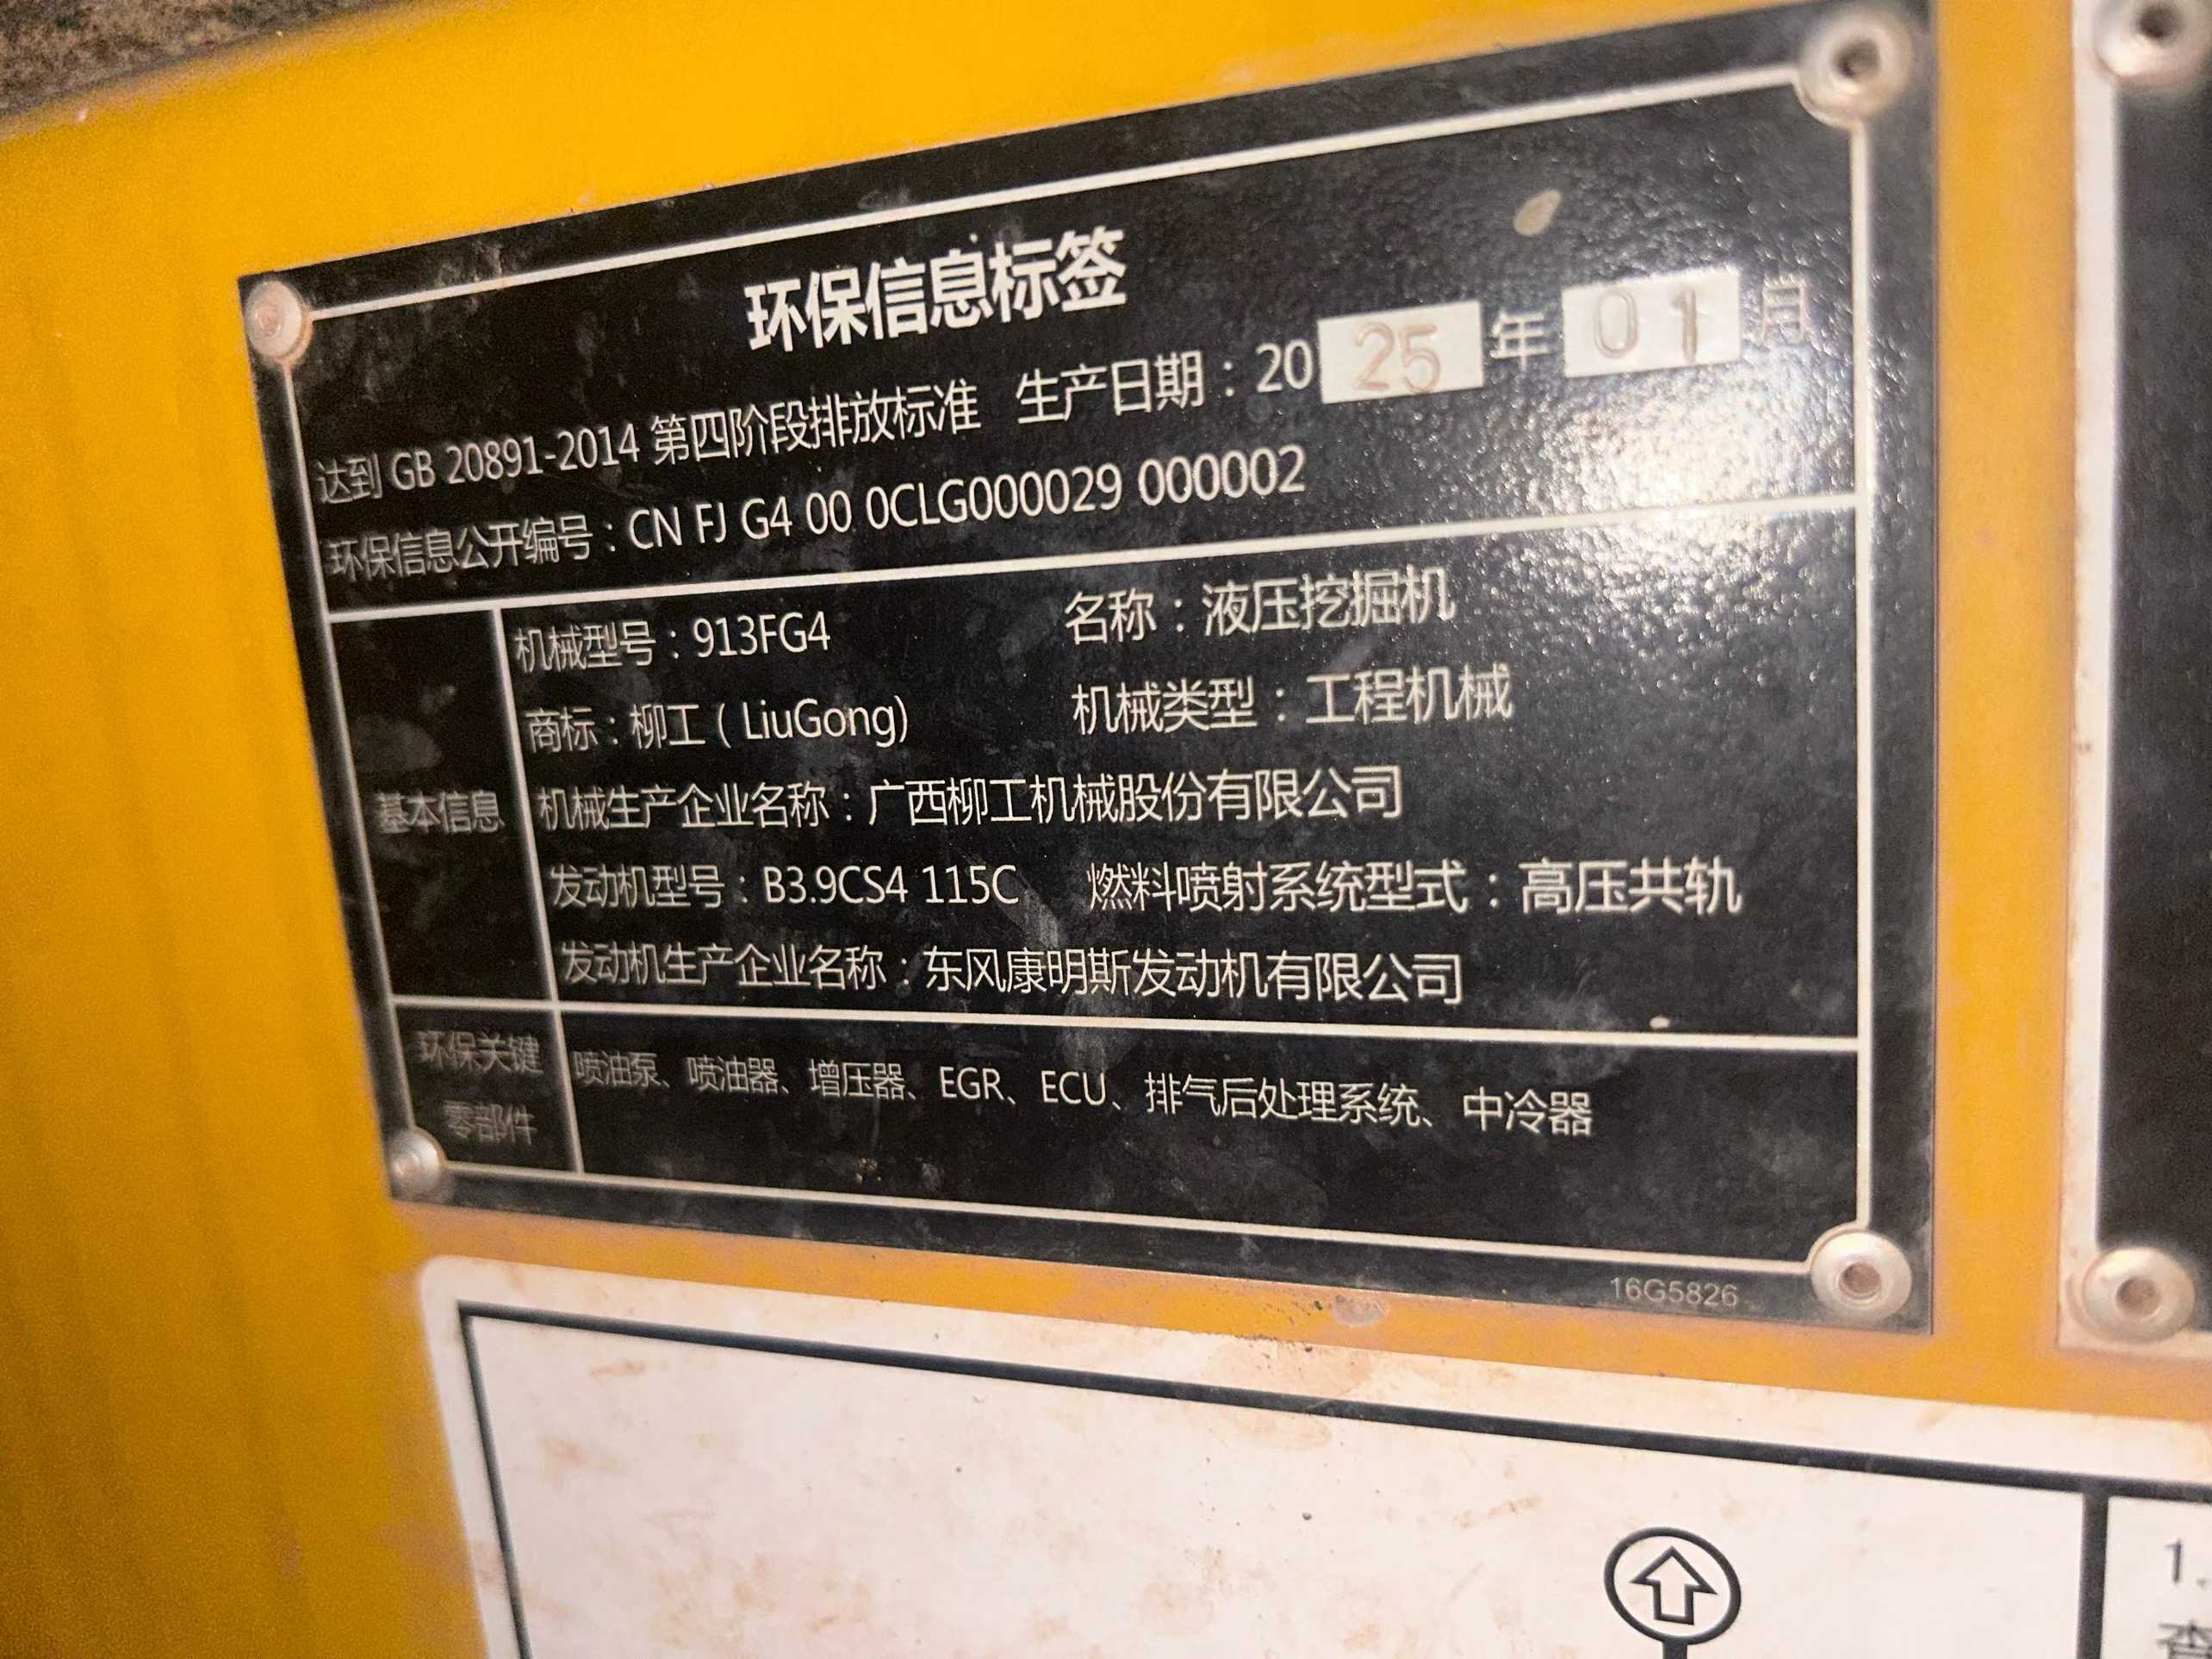 环保信息标签
达到 GB 20891-2014 第四阶段排放标准 生产日期：2025年01月
环保信息公开编号：CN FJ G4 00 0CLG000029 000002
基本信息
机械型号：913FG4 名称：液压挖掘机
商标：柳工（LiuGong） 机械类型：工程机械
机械生产企业名称：广西柳工机械股份有限公司
发动机型号：B3.9CS4 115C 燃料喷射系统型式：高压共轨
发动机生产企业名称：东风康明斯发动机有限公司
环保关键
零部件
喷油泵、喷油器、增压器、EGR、ECU、排气后处理系统、中冷器
16G5826
1.